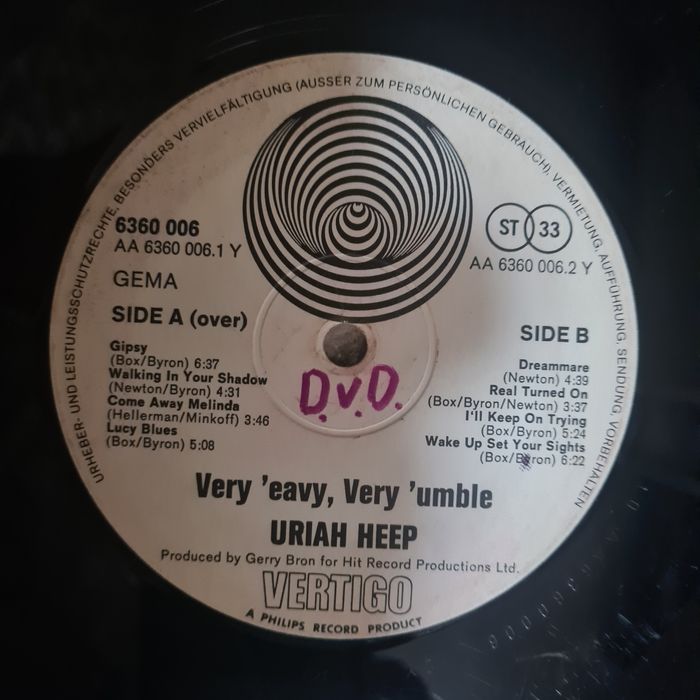 URHEBER- UND LEISTUNGSSCHUTZRECHTE, BESONDERS VERVIELFÄLTIGUNG (AUSSER ZUM PERSÖNLICHEN GEBRAUCH), VERMIETUNG, AUFFÜHRUNG, SENDUNG, VORBEHALTEN
6360 006
AA 6360 006.1 Y
GEMA
SIDE A (over)
Gipsy
(Box/Byron) 6:37
Walking In Your Shadow
(Newton/Byron) 4:31
Come Away Melinda
(Hellerman/Minkoff) 3:46
Lucy Blues
(Box/Byron) 5:08
ST 33
AA 6360 006.2 Y
SIDE B
Dreammare
(Newton) 4:39
Real Turned On
(Box/Byron/Newton) 3:37
I'll Keep On Trying
(Box/Byron) 5:24
Wake Up Set Your Sights
(Box/Byron) 6:22
D.v.D.
Very 'eavy, Very 'umble
URIAH HEEP
Produced by Gerry Bron for Hit Record Productions Ltd.
VERTIGO
A PHILIPS RECORD PRODUCT